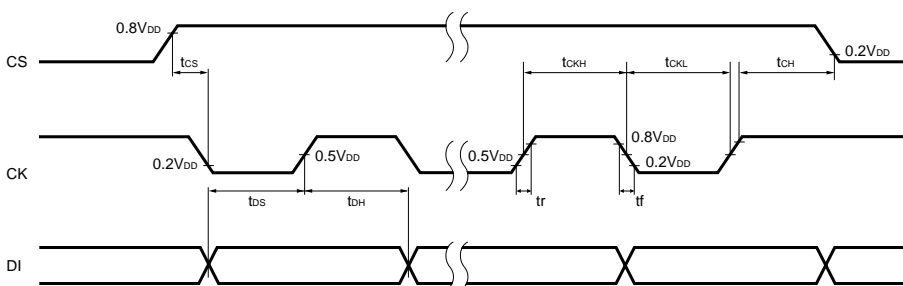 0.8VDD
CS
tCS
tCKH
tCKL
tCH
0.2VDD
CK
0.2VDD
0.5VDD
0.5VDD
0.8VDD
0.2VDD
tDS
tDH
tr
tf
DI